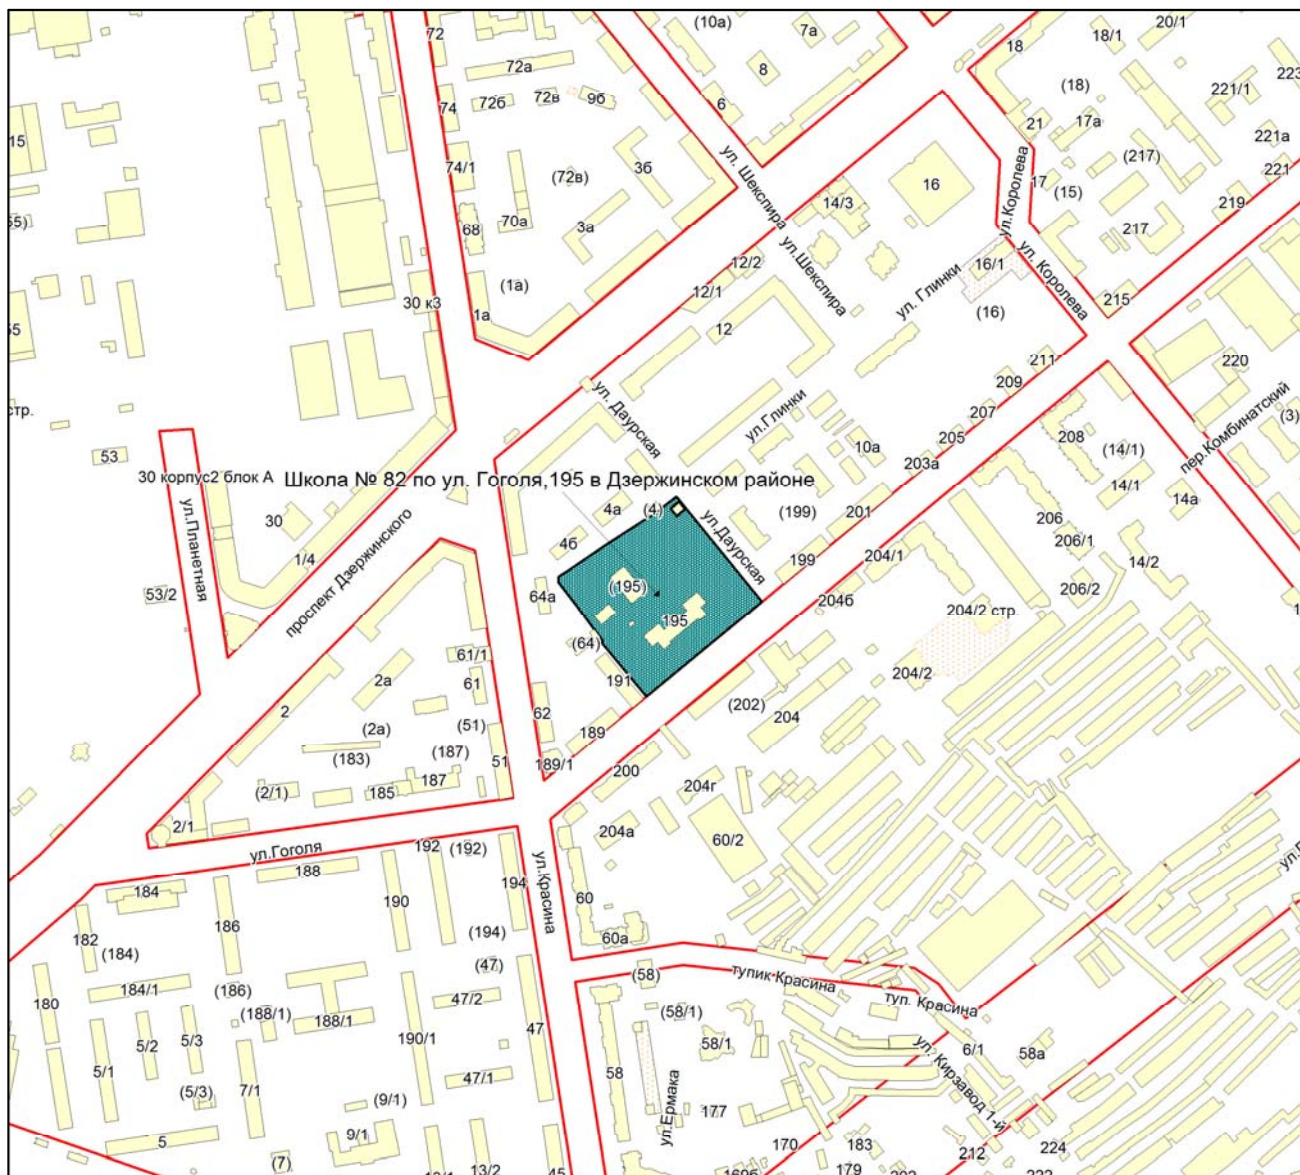 72
(10а)
7а
20/1
18/1
18
223
72а
8
(18)
221/1
74
72б
72в
9б
6
21
17а
221а
15
(217)
74/1
3б
ул. Шекспира
ул.Королева
221
(72в)
16
17
(15)
14/3
219
70а
3а
68
217
ул.Шекспира
ул. Королева
12/2
16/1
ул. Глинки
(1а)
12/1
30 к3
215
1а
(16)
12
220
211
209
пер.Комбинатский
ул. Даурская
ул.Глинки
207
(3)
стр.
205
208
10а
(14/1)
53
203а
30 корпус2 блок А
Школа № 82 по ул. Гоголя,195 в Дзержинском районе
14/1
14а
4а
(4)
(199)
201
206
ул.Планетная
30
проспект Дзержинского
ул.Даурская
4б
206/1
1/4
199
204/1
14/2
(195)
206/2
53/2
64а
204б
204/2 стр.
195
(64)
61/1
204/2
2а
61
191
(202)
2
62
204
(51)
(2а)
189
(187)
(183)
51
189/1
200
187
204г
(2/1)
185
2/1
204а
60/2
ул.Гоголя
192
(192)
188
ул.Красина
184
194
190
60
186
182
(194)
60а
(184)
(47)
(58)
тупик Красина
184/1
(186)
47/2
туп. Красина
180
(188/1)
188/1
(58/1)
47
190/1
5/3
5/2
58/1
ул. Кирзавод 1-й
6/1
58а
5/1
58
47/1
(5/3)
7/1
(9/1)
ул.Ермака
177
9/1
5
170
183
224
212
(7)
13/2
179
45